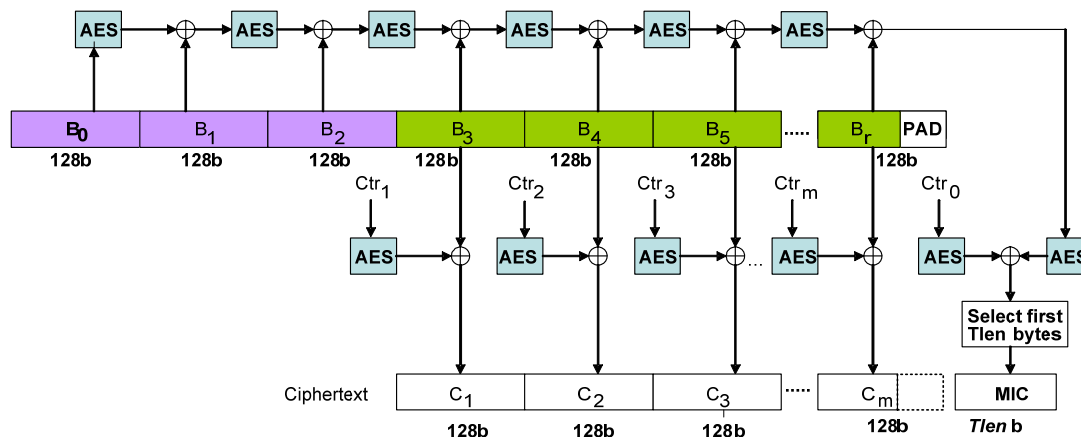 AES AES AES AES AES AES
B0 B1 B2 B3 B4 B5 ..... Br PAD
128b 128b 128b 128b 128b 128b 128b
Ctr1 Ctr2 Ctr3 Ctrm Ctr0
AES AES AES AES AES AES
...
Select first
Tlen bytes
Ciphertext C1 C2 C3 ..... Cm MIC
128b 128b 128b 128b Tlen b